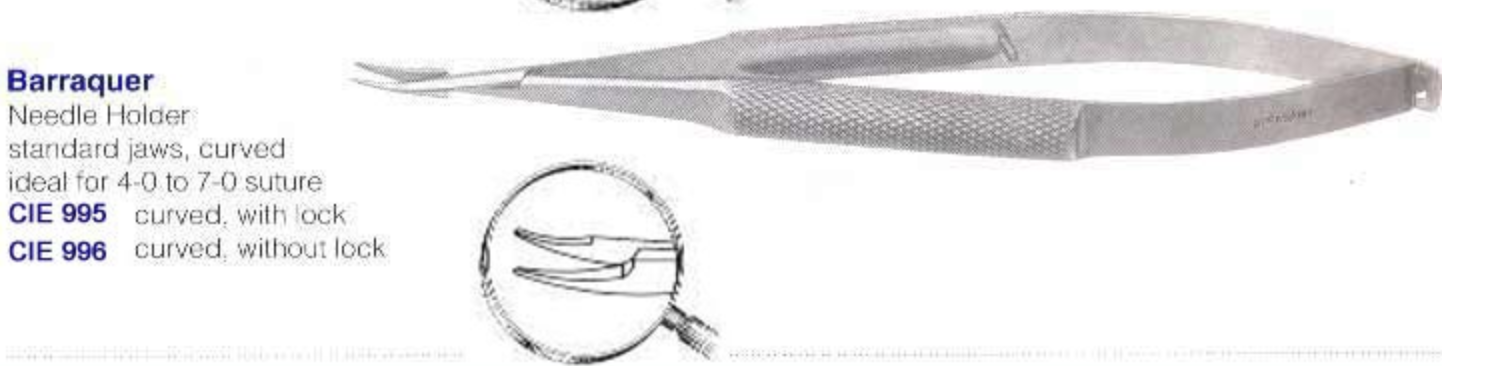 Barraquer
Needle Holder
standard jaws, curved
ideal for 4-0 to 7-0 suture
CIE 995 curved, with lock
CIE 996 curved, without lock